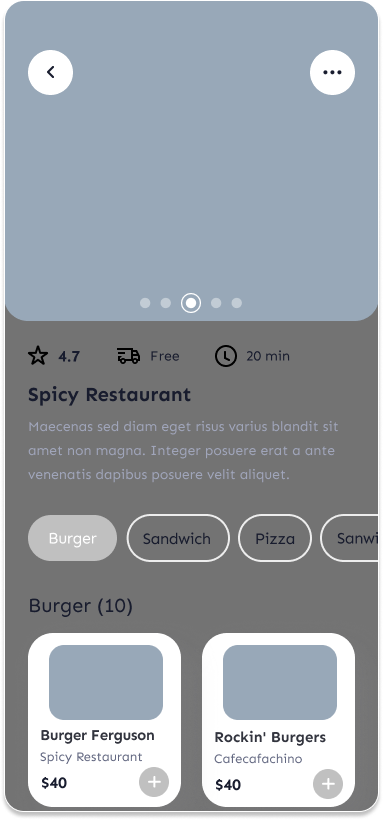 4.7 Free 20 min
Spicy Restaurant
Maecenas sed diam eget risus varius blandit sit
amet non magna. Integer posuere erat a ante
venenatis dapibus posuere velit aliquet.
Burger Sandwich Pizza Sanwi
Burger (10)
Burger Ferguson
Spicy Restaurant
$40
Rockin' Burgers
Cafecafachino
$40